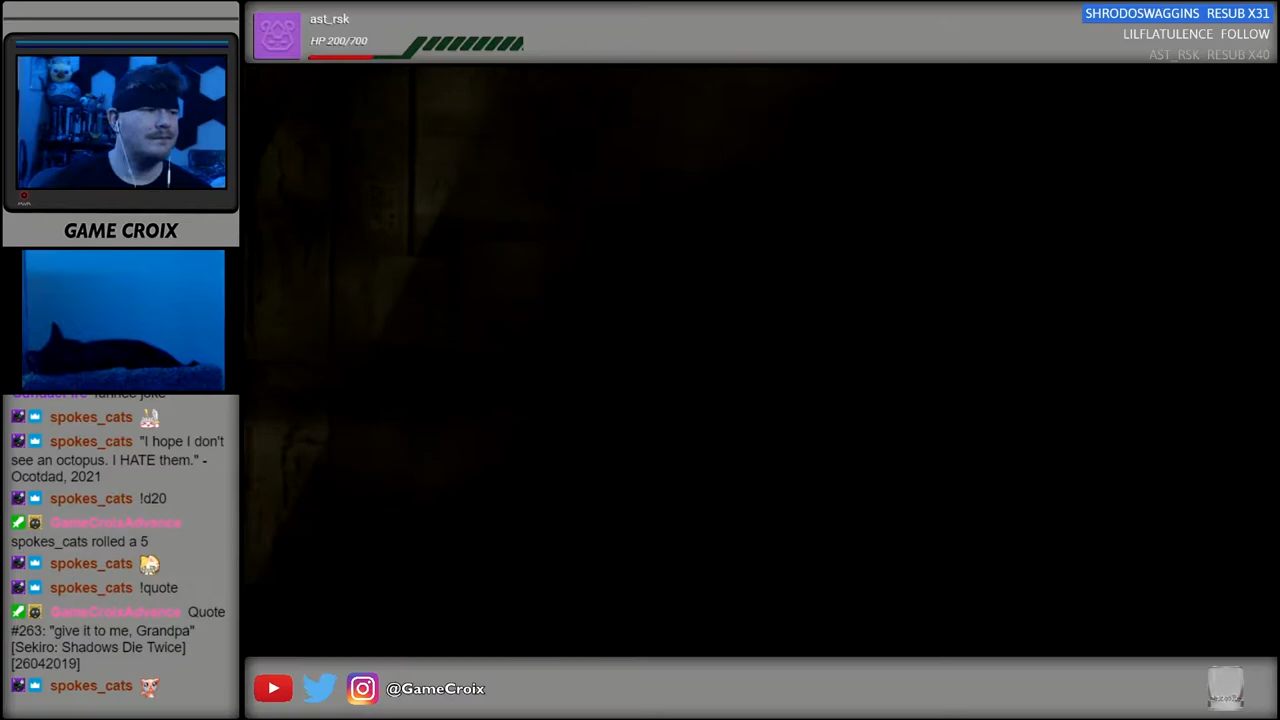 ast_rsk
HP 200/700
SHRODOSWAGGINS RESUB X31
LILFLATULENCE FOLLOW
AST_RSK RESUB X40
GAME CROIX
spokes_cats
spokes_cats "I hope I don't
see an octopus. I HATE them." -
Ocotdad, 2021
spokes_cats !d20
GameCroixAdvance
spokes_cats rolled a 5
spokes_cats
spokes_cats !quote
GameCroixAdvance Quote
#263: "give it to me, Grandpa"
[Sekiro: Shadows Die Twice]
[26042019]
spokes_cats
@GameCroix